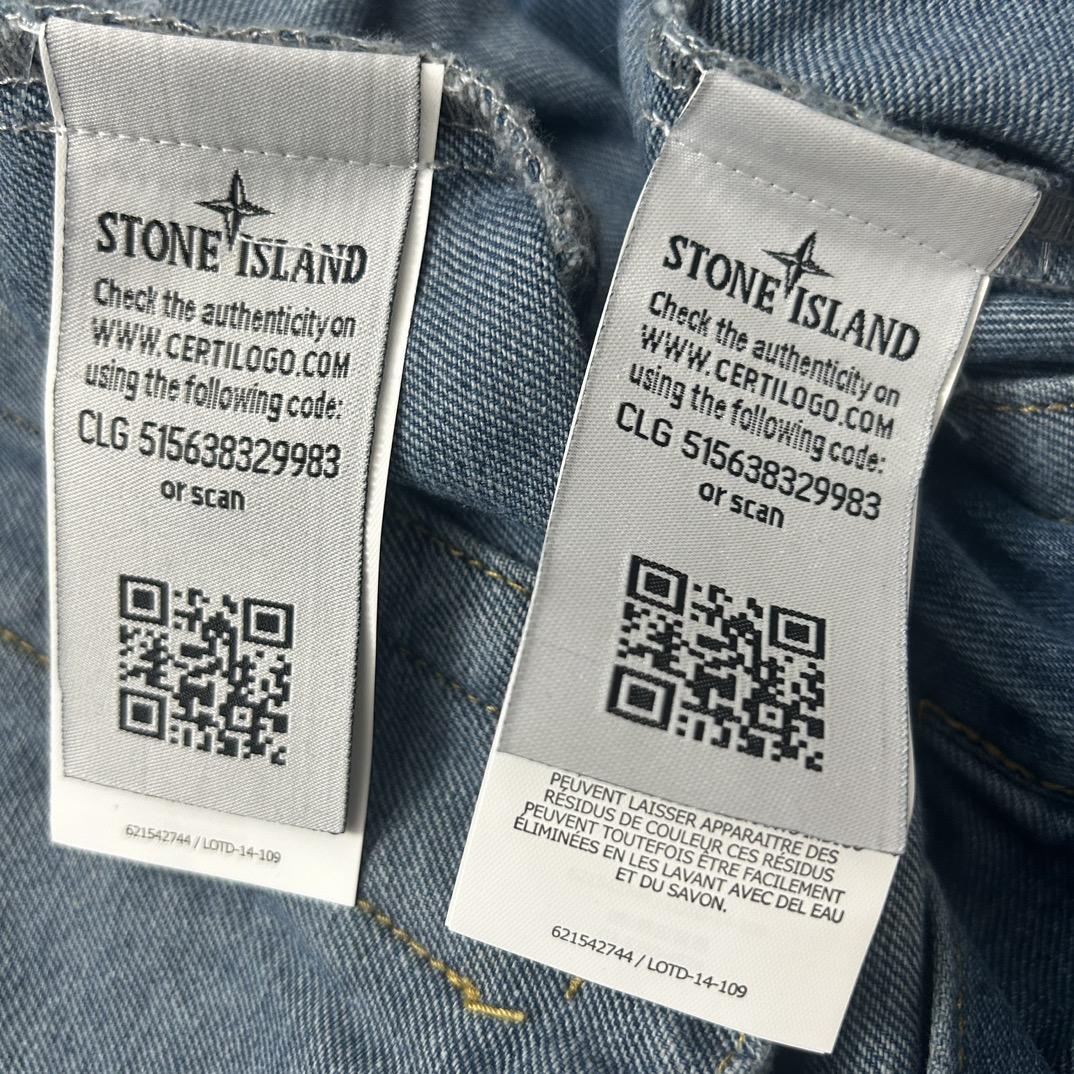 STONE ISLAND
Check the authenticity on
WWW.CERTILOGO.COM
using the following code:
CLG 515638329983
or scan
621542744 / LOTD-14-109
STONE ISLAND
Check the authenticity on
WWW.CERTILOGO.COM
using the following code:
CLG 515638329983
or scan
PEUVENT LAISSER APPARAITRE
RÉSIDUS DE COULEUR CES RÉSIDUS DES
PEUVENT TOUTEFOIS ÊTRE FACILEMENT
ÉLIMINÉES EN LES LAVANT AVEC DEL EAU
ET DU SAVON.
621542744 / LOTD-14-109